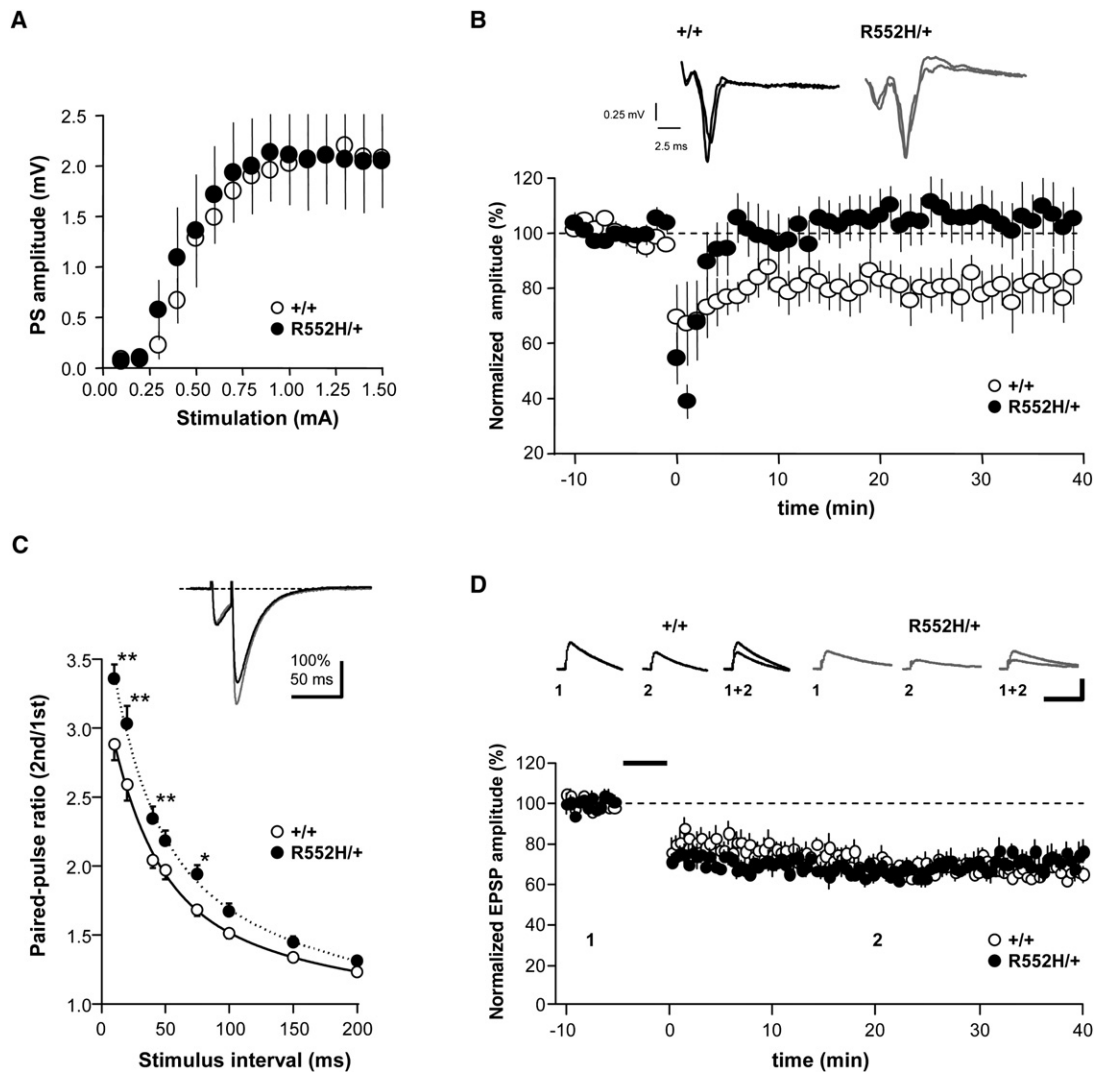 A
2.5
2.0
1.5
1.0
0.5
0.0
0.00 0.25 0.50 0.75 1.00 1.25 1.50
PS amplitude (mV)
Stimulation (mA)
+/+
R552H/+
B
+/+ R552H/+
0.25 mV
2.5 ms
120
100
80
60
40
20
-10 0 10 20 30 40
Normalized amplitude (%)
time (min)
+/+
R552H/+
C
100%
50 ms
3.5
3.0
2.5
2.0
1.5
1.0
0 50 100 150 200
** ** ** *
Paired-pulse ratio (2nd/1st)
Stimulus interval (ms)
+/+
R552H/+
D
+/+ R552H/+
1 2 1+2 1 2 1+2
120
100
80
60
40
20
0
-10 0 10 20 30 40
Normalized EPSP amplitude (%)
1 2
time (min)
+/+
R552H/+